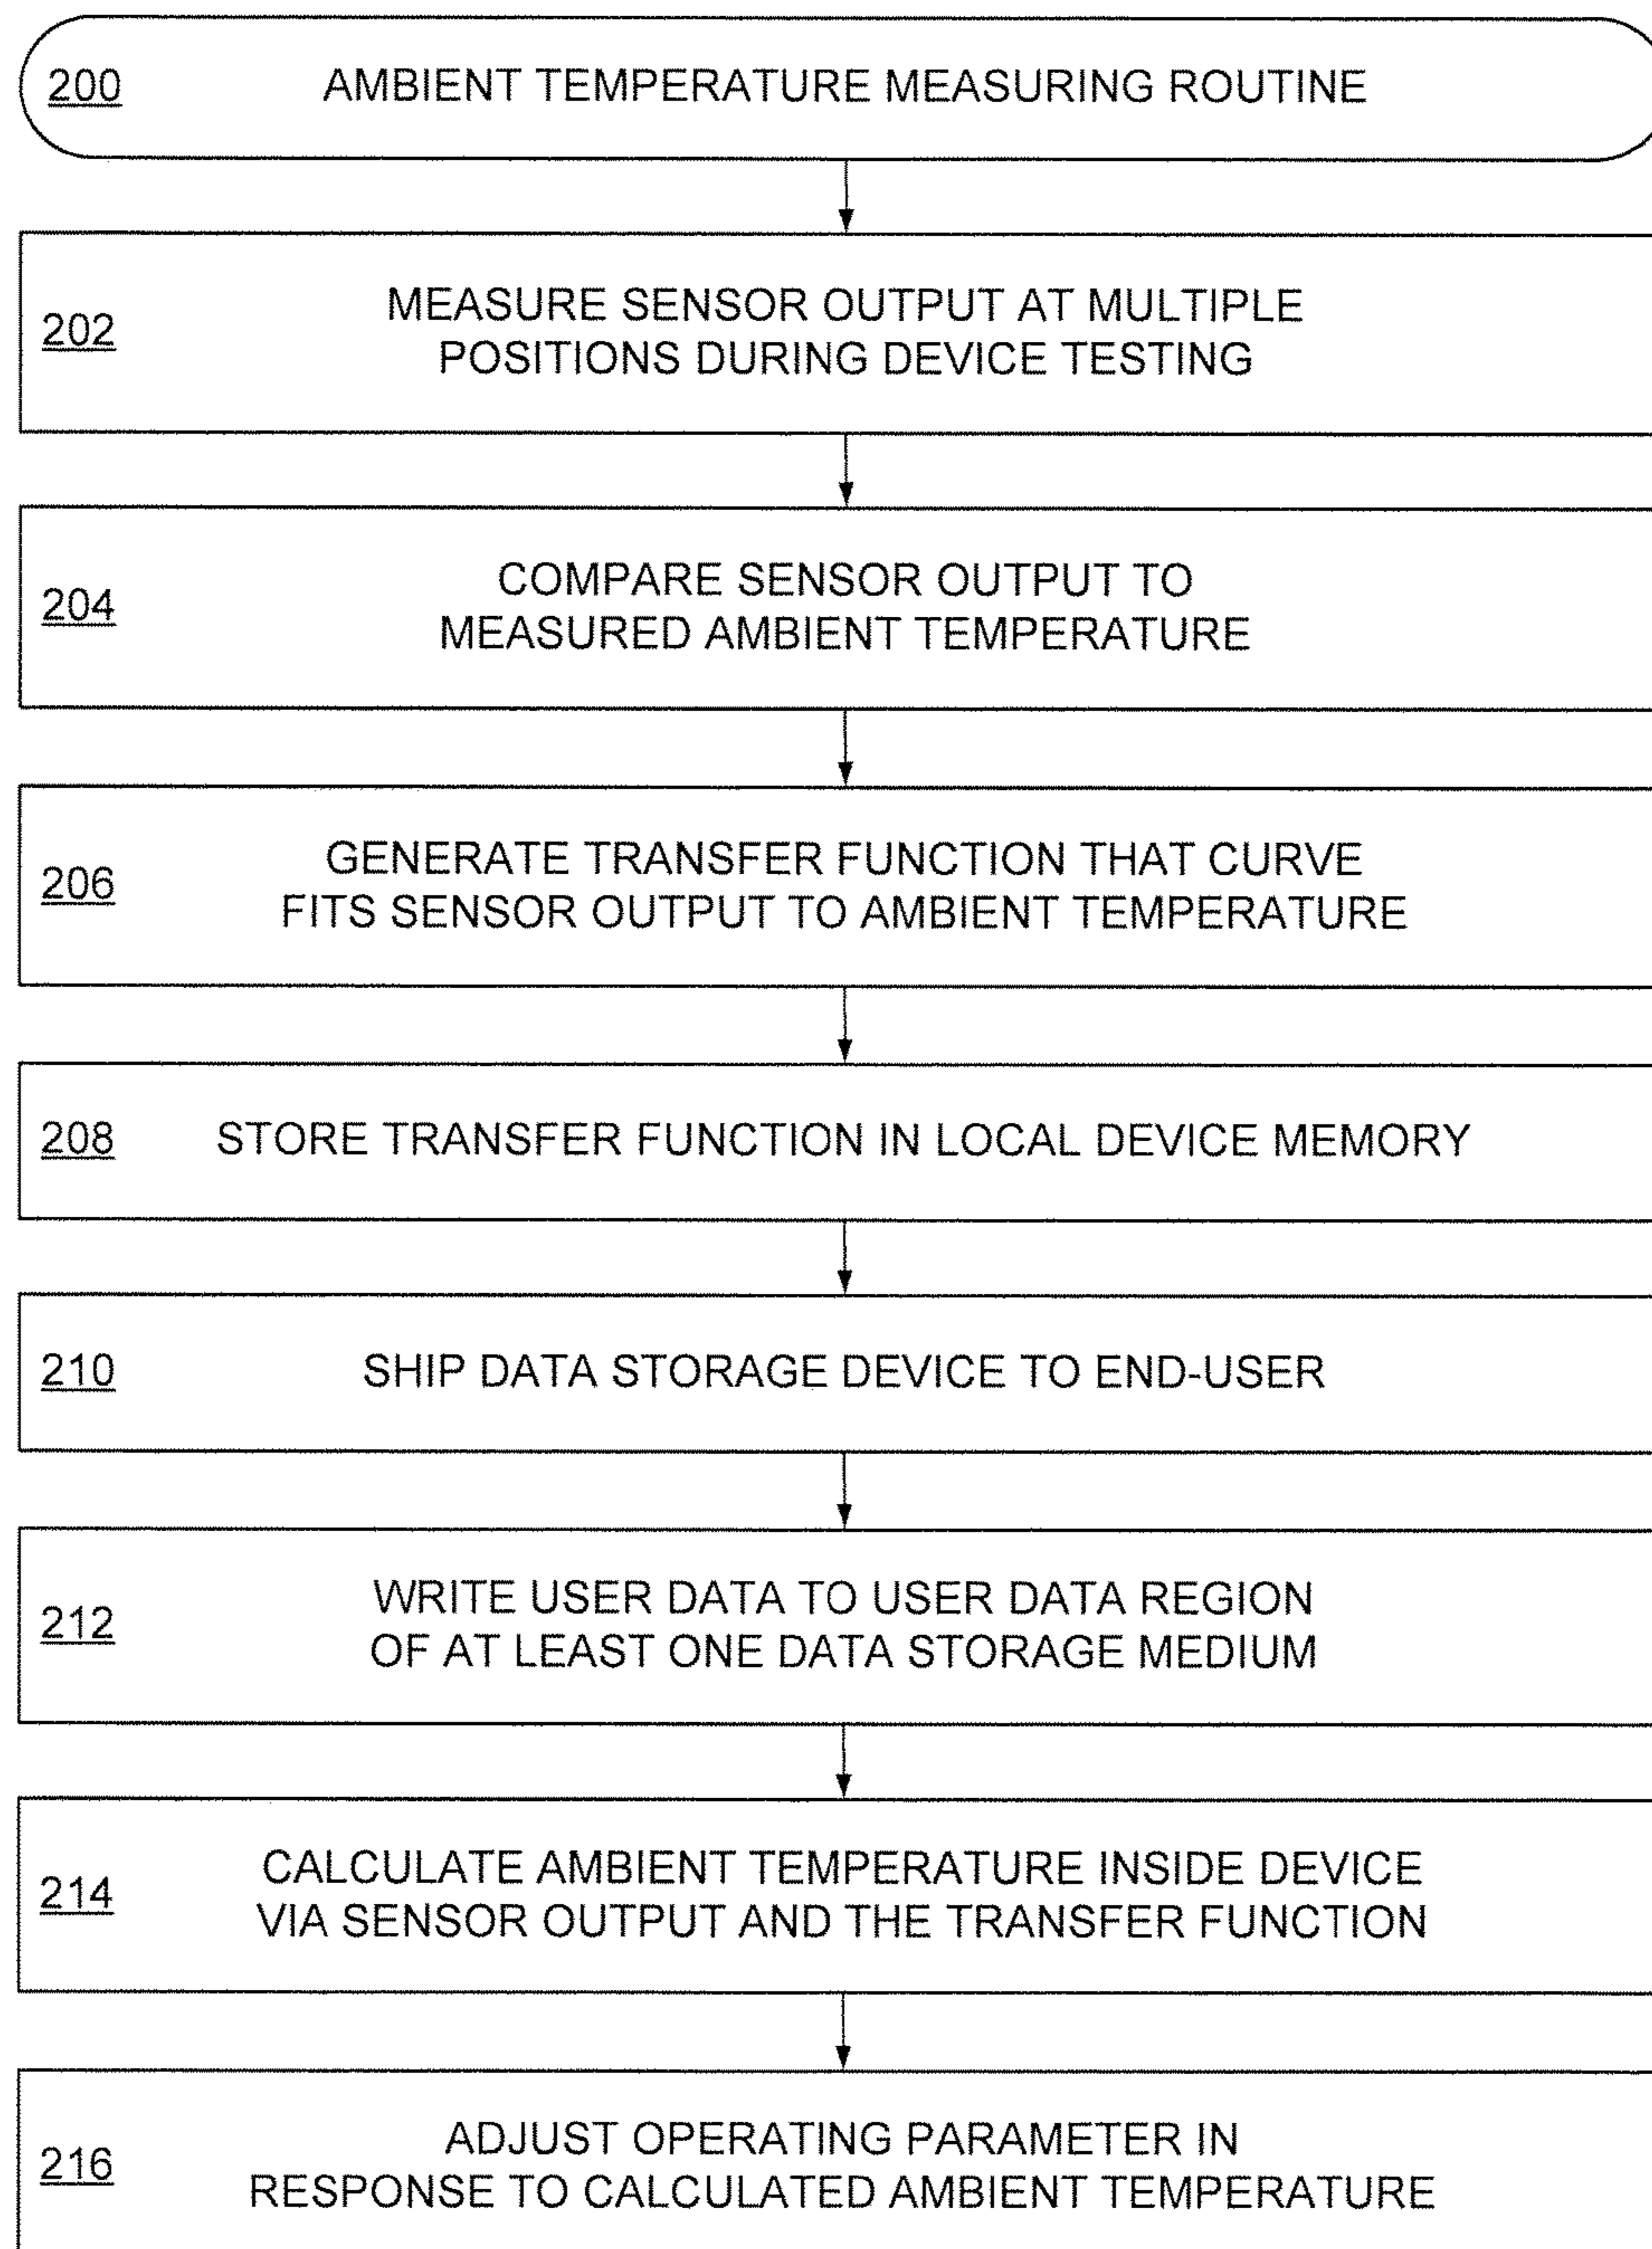 200 AMBIENT TEMPERATURE MEASURING ROUTINE
202
MEASURE SENSOR OUTPUT AT MULTIPLE
POSITIONS DURING DEVICE TESTING
204
COMPARE SENSOR OUTPUT TO
MEASURED AMBIENT TEMPERATURE
206
GENERATE TRANSFER FUNCTION THAT CURVE
FITS SENSOR OUTPUT TO AMBIENT TEMPERATURE
208 STORE TRANSFER FUNCTION IN LOCAL DEVICE MEMORY
210 SHIP DATA STORAGE DEVICE TO END-USER
212
WRITE USER DATA TO USER DATA REGION
OF AT LEAST ONE DATA STORAGE MEDIUM
214
CALCULATE AMBIENT TEMPERATURE INSIDE DEVICE
VIA SENSOR OUTPUT AND THE TRANSFER FUNCTION
216
ADJUST OPERATING PARAMETER IN
RESPONSE TO CALCULATED AMBIENT TEMPERATURE